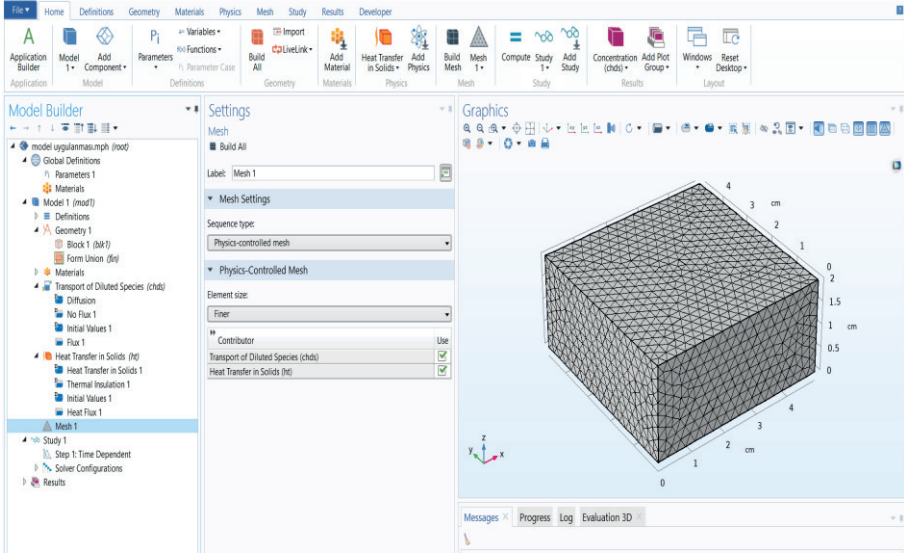 File ▾ Home Definitions Geometry Materials Physics Mesh Study Results Developer
Application Builder
Model 1 ▾
Add Component ▾
Pi Parameters ▾
a= Variables ▾
f(x) Functions ▾
Pi Parameter Case
Build All
Import
LiveLink ▾
Add Material
Heat Transfer in Solids ▾
Add Physics
Build Mesh
Mesh 1 ▾
Compute
Study 1 ▾
Add Study
Concentration (chds) ▾
Add Plot Group ▾
Windows ▾
Reset Desktop ▾
Application Model Definitions Geometry Materials Physics Mesh Study Results Layout
Model Builder
model uygulanması.mph (root)
Global Definitions
Pi Parameters 1
Materials
Model 1 (mod1)
Definitions
Geometry 1
Block 1 (blk1)
Form Union (fin)
Materials
Transport of Diluted Species (chds)
Diffusion
No Flux 1
Initial Values 1
Flux 1
Heat Transfer in Solids (ht)
Heat Transfer in Solids 1
Thermal Insulation 1
Initial Values 1
Heat Flux 1
Mesh 1
Study 1
Step 1: Time Dependent
Solver Configurations
Results
Settings
Mesh
Build All
Label: Mesh 1
Mesh Settings
Sequence type:
Physics-controlled mesh
Physics-Controlled Mesh
Element size:
Finer
Contributor Use
Transport of Diluted Species (chds)
Heat Transfer in Solids (ht)
Graphics
4
3 cm
2
1
0
2
1.5
1 cm
0.5
0
4
3
2 cm
1
0
z
y x
Messages Progress Log Evaluation 3D